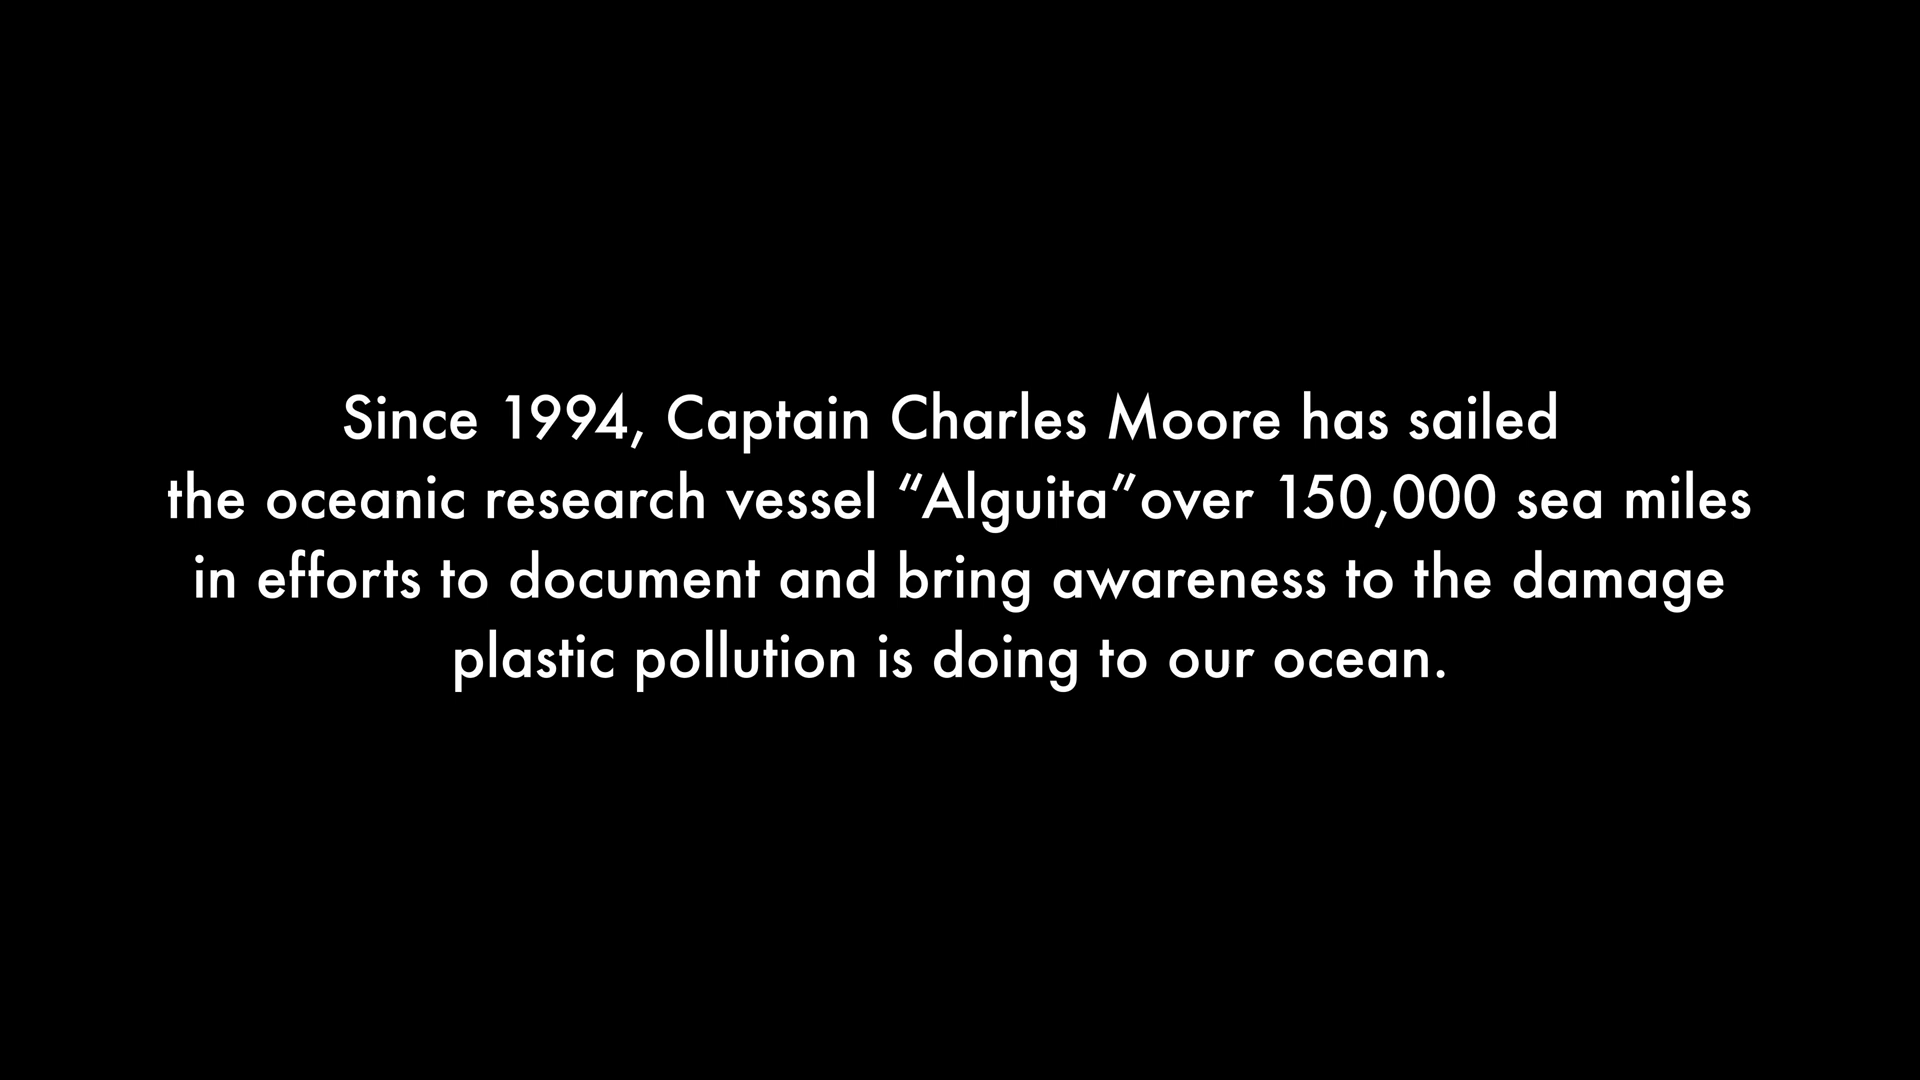 Since 1994, Captain Charles Moore has sailed
the oceanic research vessel “Alguita”over 150,000 sea miles
in efforts to document and bring awareness to the damage
plastic pollution is doing to our ocean.